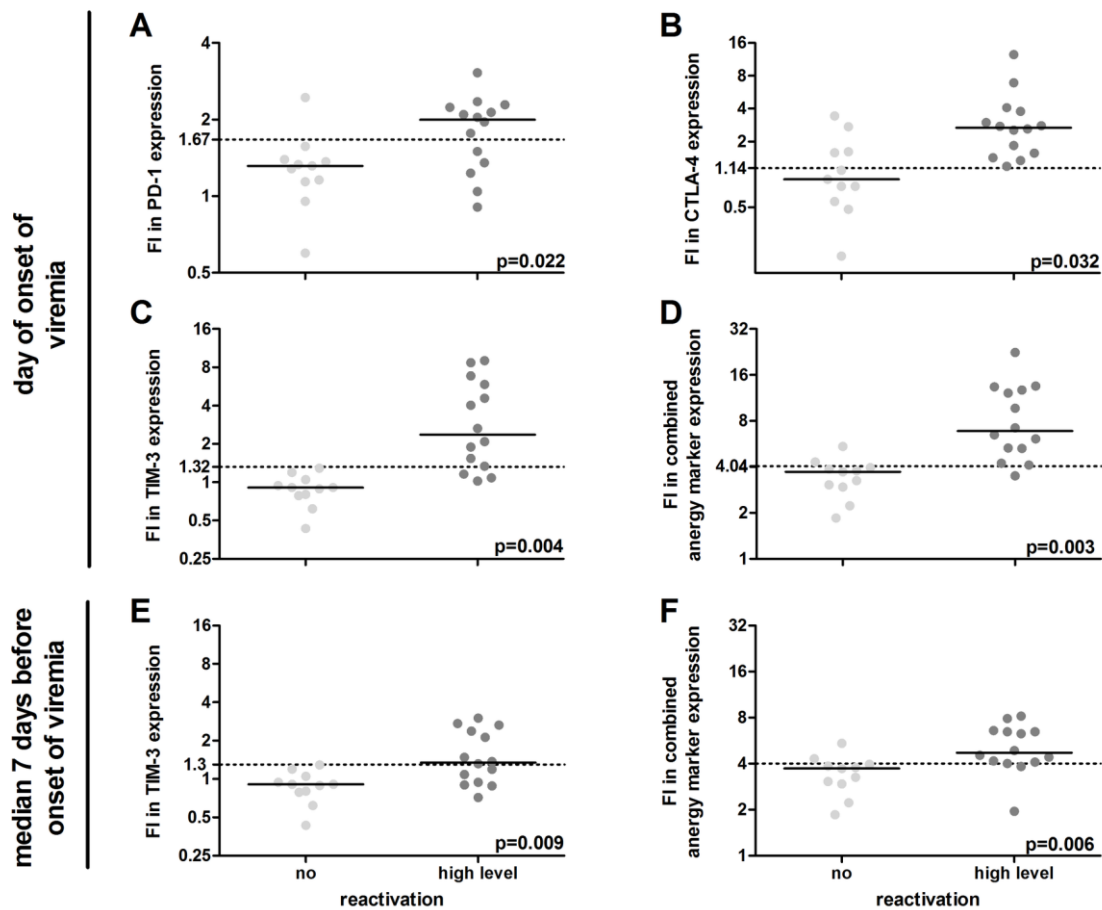 day of onset of
viremia
A
FI in PD-1 expression
4
2
1.67
1
0.5
p=0.022
B
FI in CTLA-4 expression
16
8
4
2
1.14
0.5
p=0.032
C
FI in TIM-3 expression
16
8
4
2
1.32
1
0.5
0.25
p=0.004
D
FI in combined
anergy marker expression
32
16
8
4.04
2
1
p=0.003
median 7 days before
onset of viremia
E
FI in TIM-3 expression
16
8
4
2
1.3
1
0.5
0.25
p=0.009
no
high level
reactivation
F
FI in combined
anergy marker expression
32
16
8
4
2
1
p=0.006
no
high level
reactivation